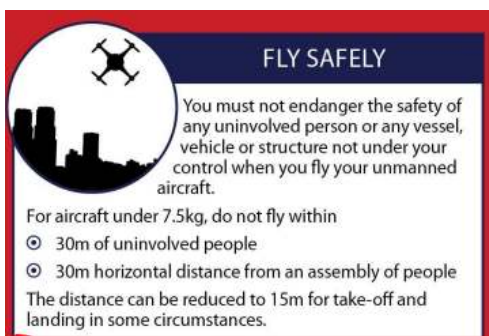 FLY SAFELY
You must not endanger the safety of
any uninvolved person or any vessel,
vehicle or structure not under your
control when you fly your unmanned
aircraft.
For aircraft under 7.5kg, do not fly within
30m of uninvolved people
30m horizontal distance from an assembly of people
The distance can be reduced to 15m for take-off and
landing in some circumstances.